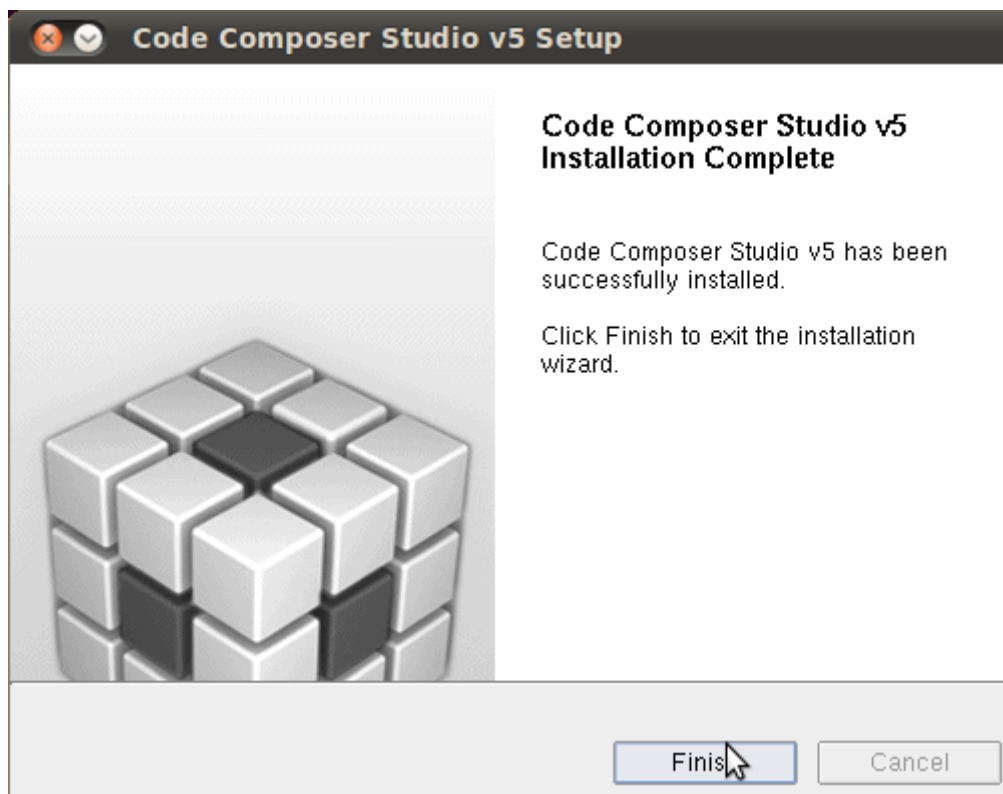 Code Composer Studio v5 Setup
Code Composer Studio v5
Installation Complete
Code Composer Studio v5 has been
successfully installed.
Click Finish to exit the installation
wizard.
Finis
Cancel